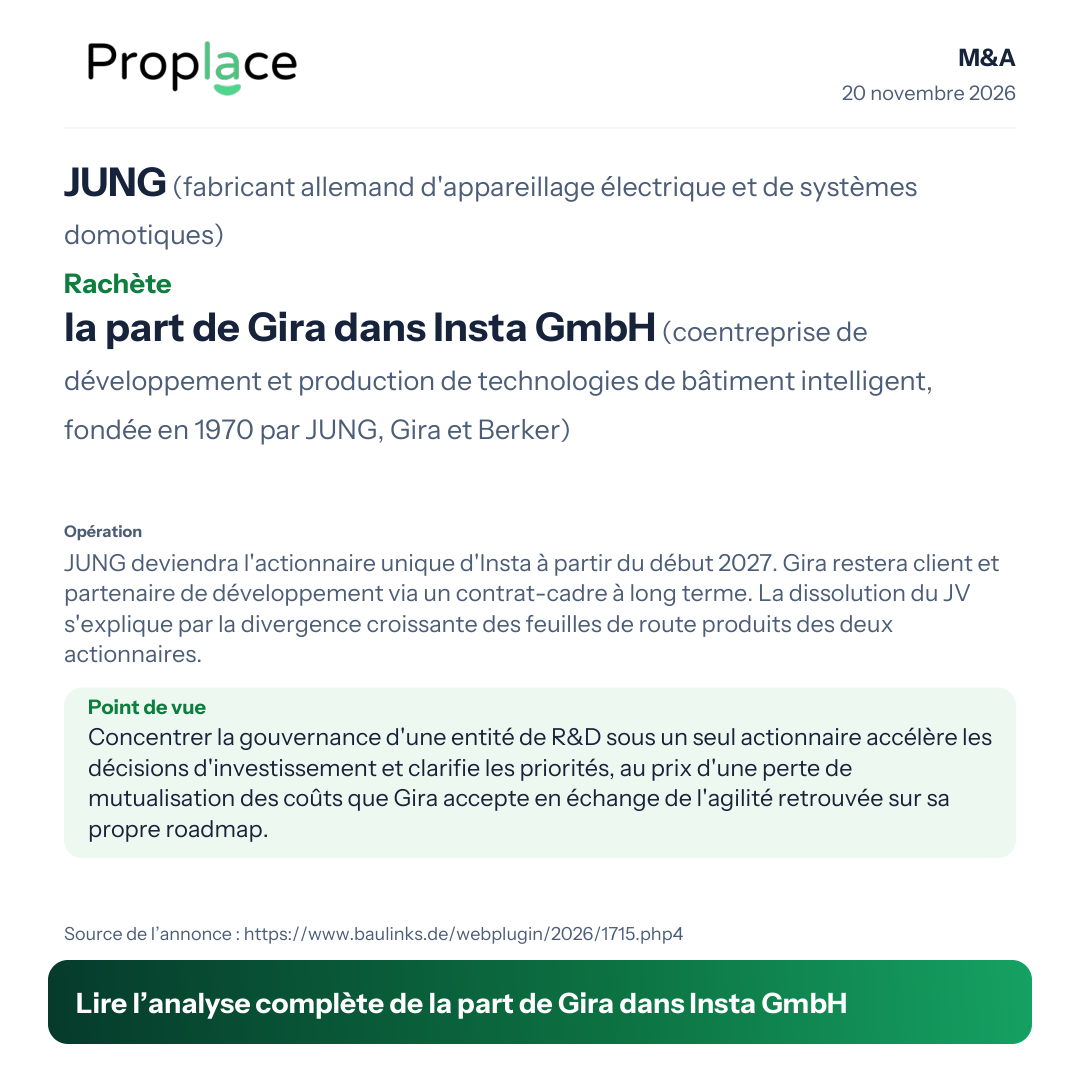 Proplace
M&A
20 novembre 2026
JUNG (fabricant allemand d'appareillage électrique et de systèmes
domotiques)
Rachète
la part de Gira dans Insta GmbH (coentreprise de
développement et production de technologies de bâtiment intelligent,
fondée en 1970 par JUNG, Gira et Berker)
Opération
JUNG deviendra l'actionnaire unique d'Insta à partir du début 2027. Gira restera client et
partenaire de développement via un contrat-cadre à long terme. La dissolution du JV
s'explique par la divergence croissante des feuilles de route produits des deux
actionnaires.
Point de vue
Concentrer la gouvernance d'une entité de R&D sous un seul actionnaire accélère les
décisions d'investissement et clarifie les priorités, au prix d'une perte de
mutualisation des coûts que Gira accepte en échange de l'agilité retrouvée sur sa
propre roadmap.
Source de l’annonce : https://www.baulinks.de/webplugin/2026/1715.php4
Lire l’analyse complète de la part de Gira dans Insta GmbH